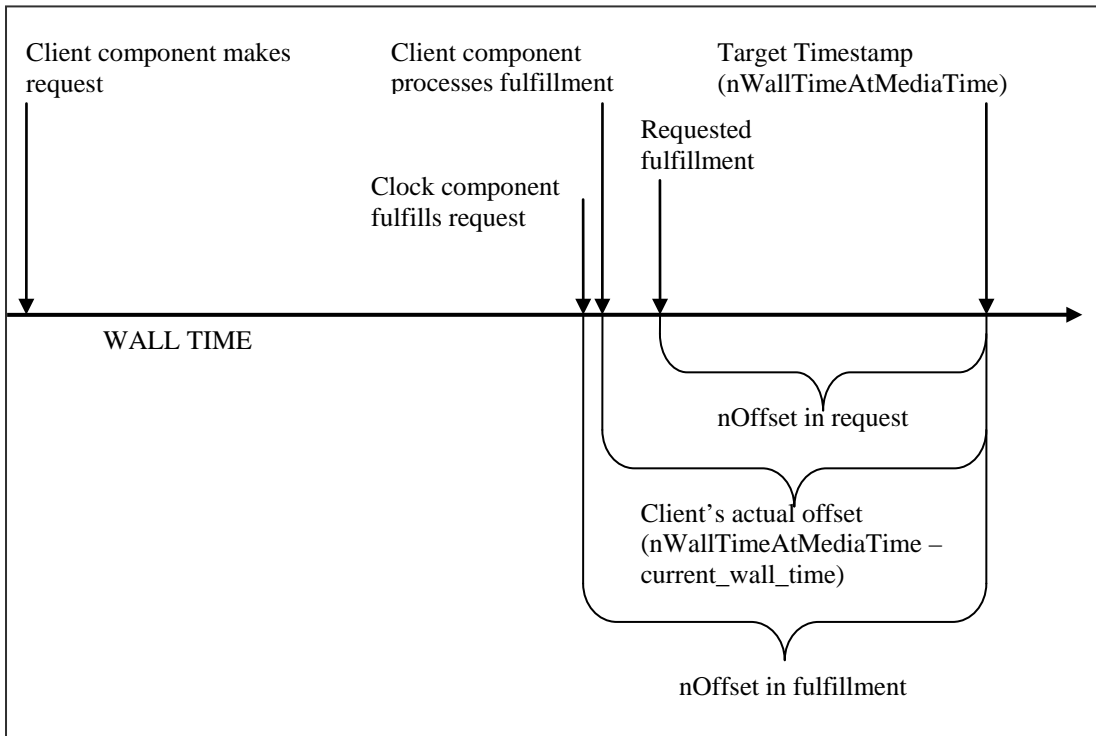 Client component makes
request
Client component
processes fulfillment
Target Timestamp
(nWallTimeAtMediaTime)
Requested
fulfillment
Clock component
fulfills request
WALL TIME
nOffset in request
Client’s actual offset
(nWallTimeAtMediaTime –
current_wall_time)
nOffset in fulfillment